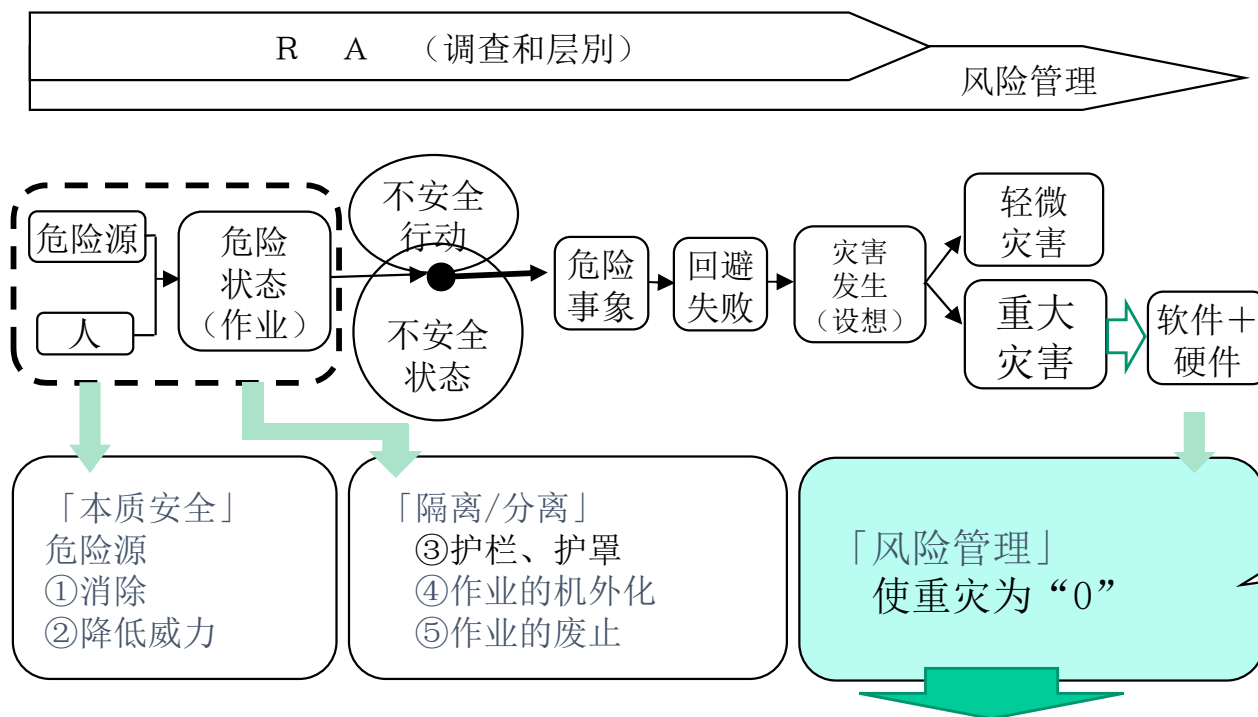 R A （调查和层別）
风险管理
危险源
人
危险
状态
（作业）
不安全
行动
不安全
状态
危险
事象
回避
失败
灾害
发生
（设想）
轻微
灾害
重大
灾害
软件＋
硬件
「本质安全」
危险源
①消除
②降低威力
「隔离/分离」
③护栏、护罩
④作业的机外化
⑤作业的废止
「风险管理」
使重灾为“0”